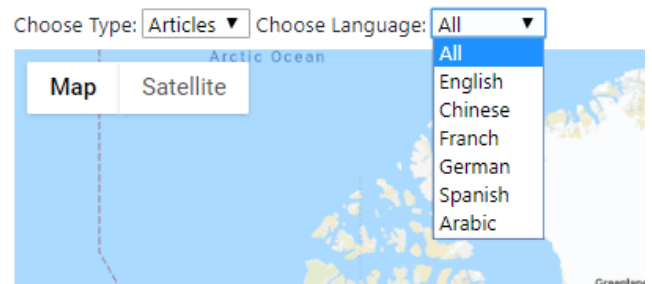 Choose Type: Articles ▼ Choose Language: All ▼
Arctic Ocean
All
Map Satellite
English
Chinese
Franch
German
Spanish
Arabic